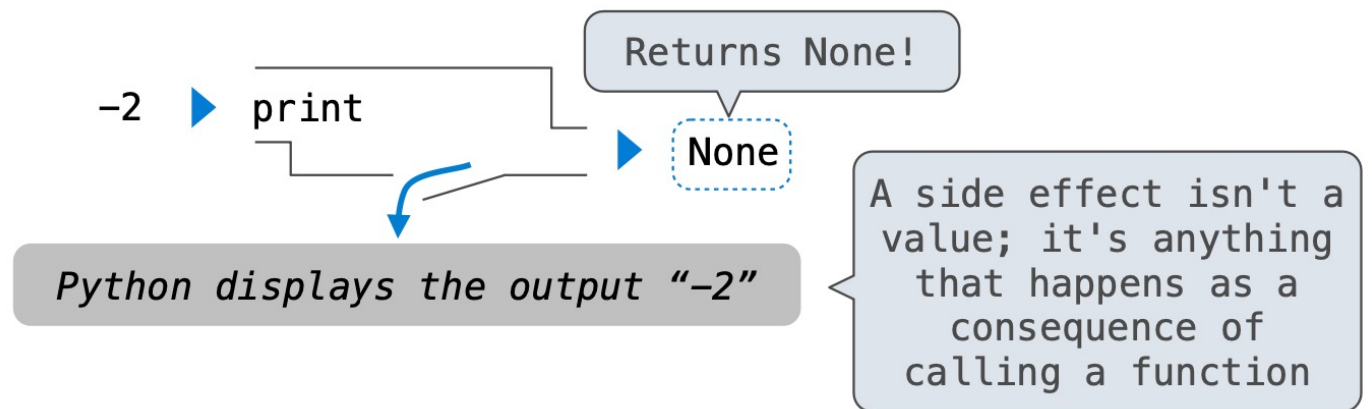 Returns None!
–2 print
None
A side effect isn't a
value; it's anything
that happens as a
consequence of
calling a function
Python displays the output “–2”